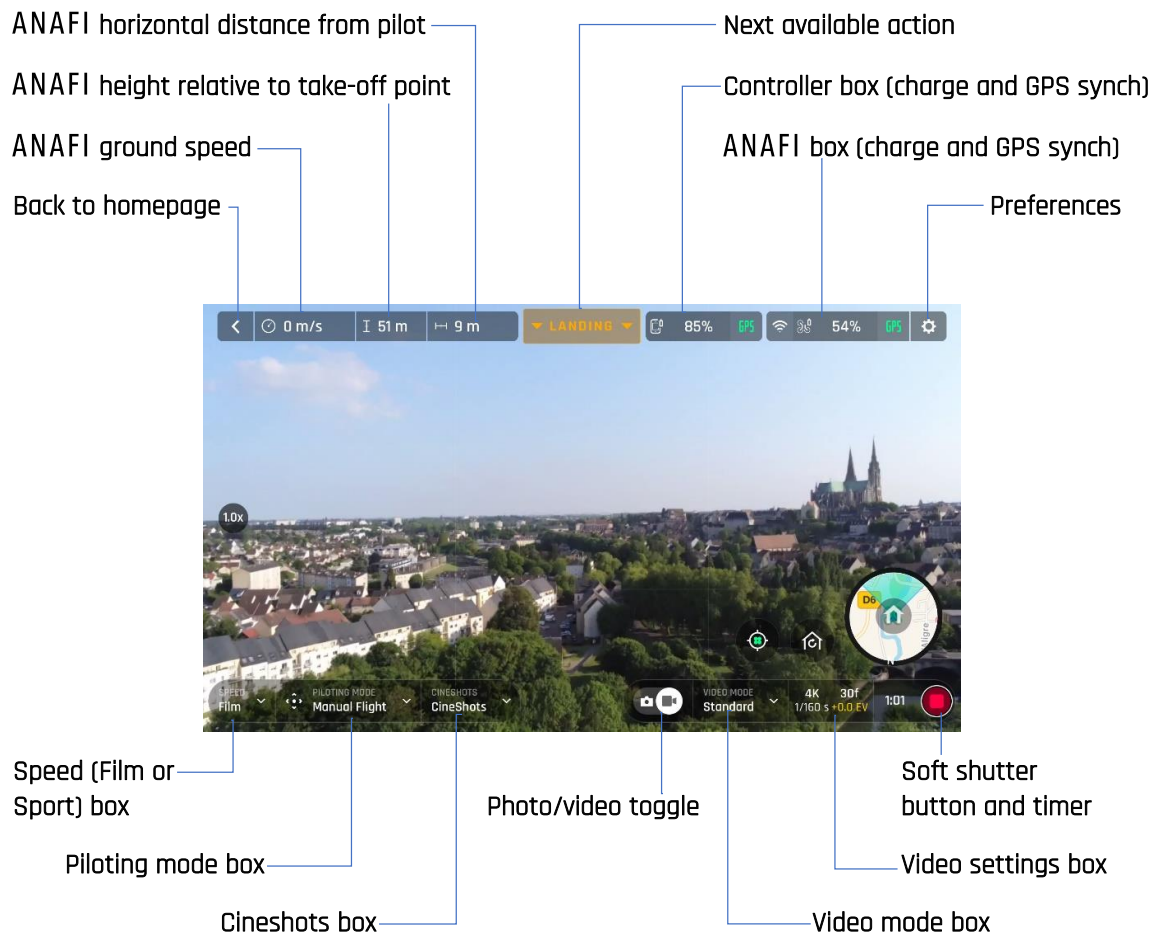 ANAFI horizontal distance from pilot
Next available action
ANAFI height relative to take-off point
Controller box (charge and GPS synch)
ANAFI ground speed
ANAFI box (charge and GPS synch)
Back to homepage
Preferences
0 m/s
51 m
9 m
LANDING
85%
GPS
54%
GPS
1.0x
D6
N
SPEED
Film
PILOTING MODE
Manual Flight
CINESHOTS
CineShots
VIDEO MODE
Standard
4K 30f
1/160 s +0.0 EV
1:01
Speed (Film or
Sport) box
Soft shutter
button and timer
Photo/video toggle
Piloting mode box
Video settings box
Cineshots box
Video mode box